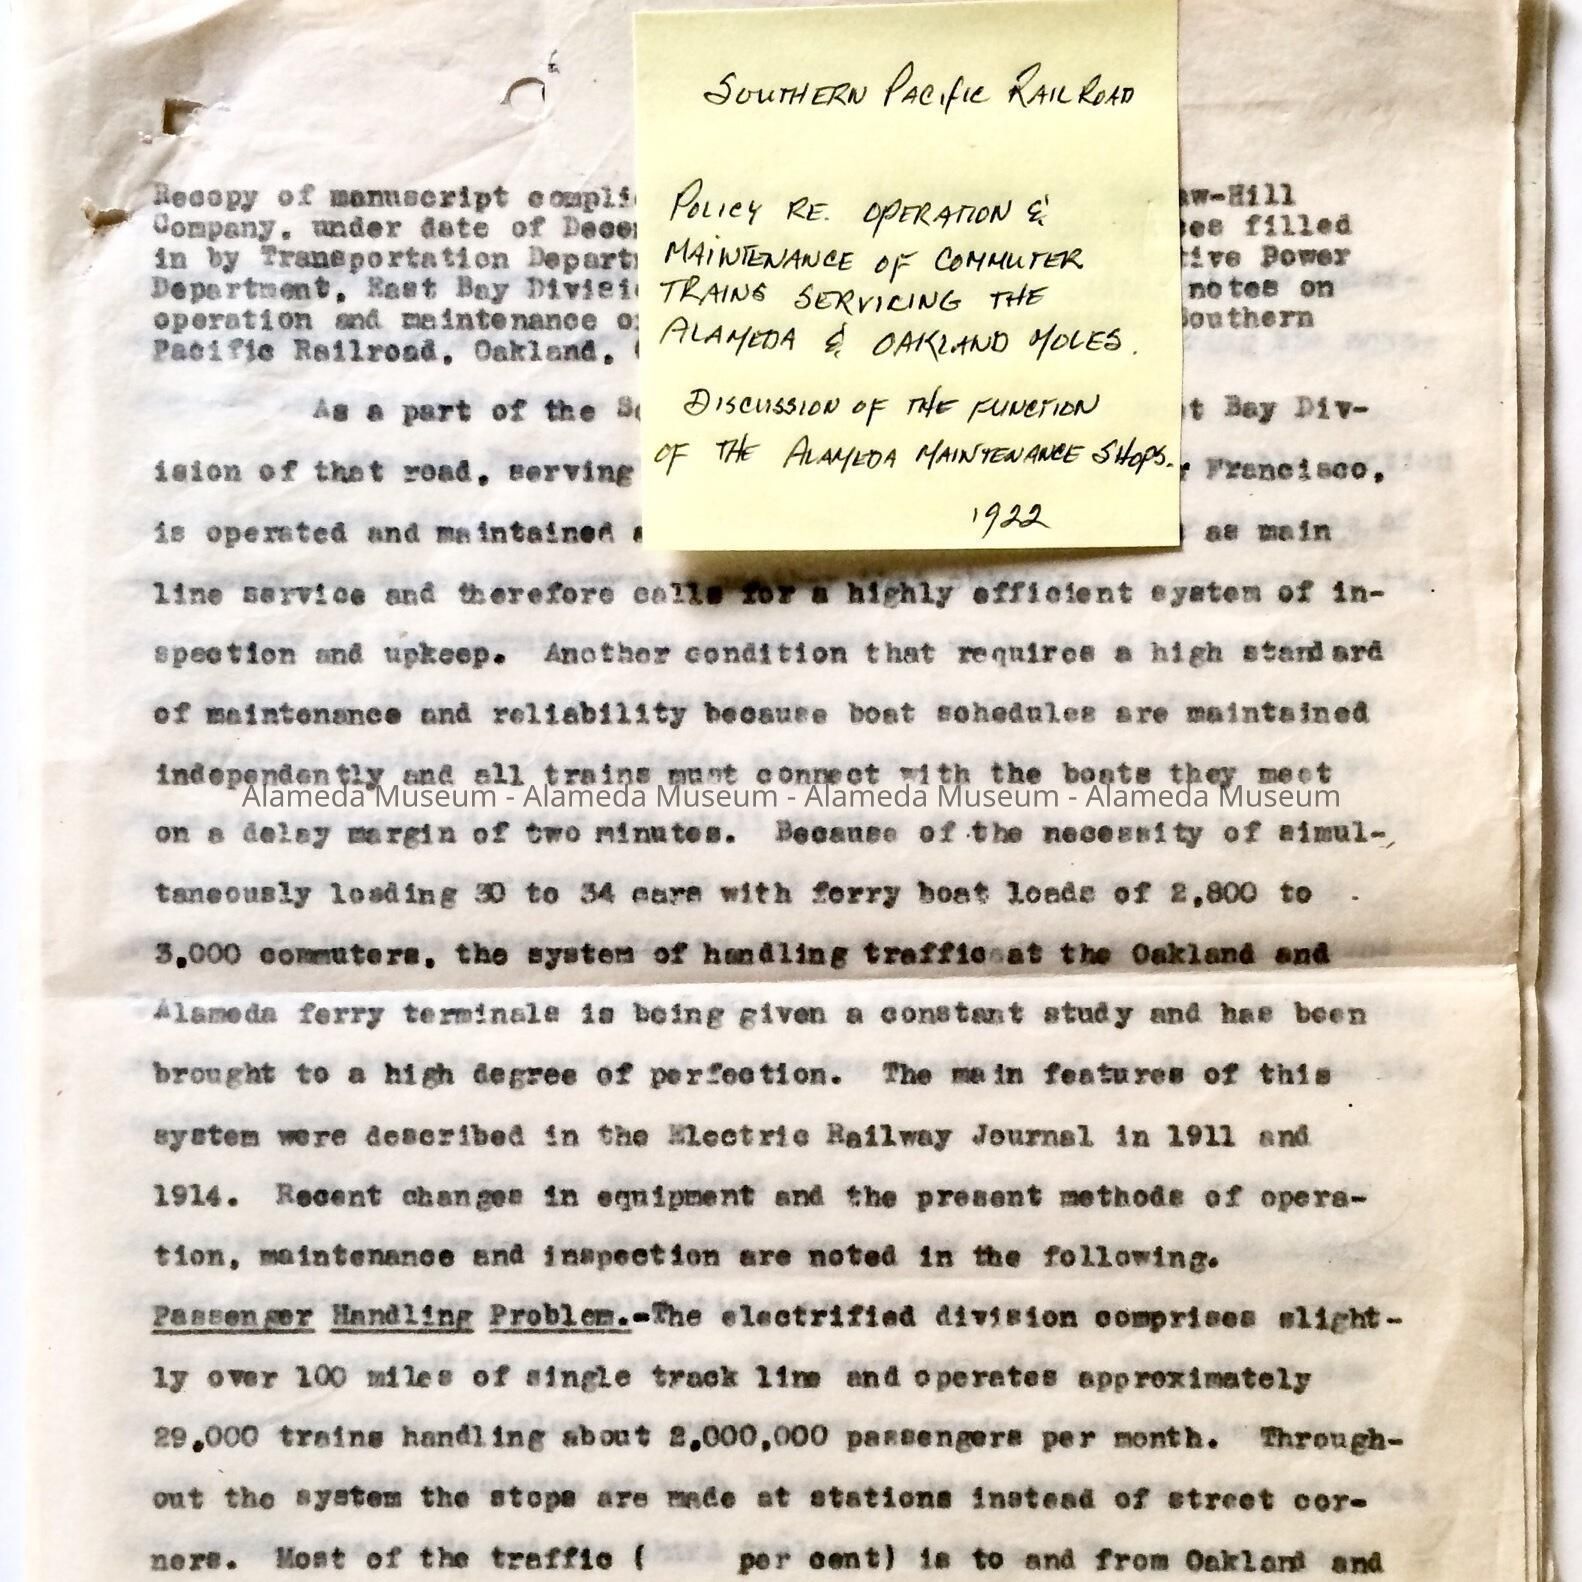 Southern Pacific Railroad
Policy re. operation &
maintenance of commuter
trains servicing the
Alameda & Oakland Moles.
Discussion of the function
of the Alameda maintenance shops.
1922
Recopy of manuscript compli aw-Hill
Company, under date of Decem ces filled
in by Transportation Departm tive Power
Department, East Bay Divisi notes on
operation and maintenance o Southern
Pacific Railroad, Oakland,
As a part of the So t Bay Div-
ision of that road, serving Francisco,
is operated and maintained as main
line service and therefore calls for a highly efficient system of in-
spection and upkeep. Another condition that requires a high standard
of maintenance and reliability because boat schedules are maintained
independently and all trains must connect with the boats they meet
Alameda Museum - Alameda Museum - Alameda Museum - Alameda Museum
on a delay margin of two minutes. Because of the necessity of simul-
taneously loading 30 to 34 cars with ferry boat loads of 2,800 to
3,000 commuters, the system of handling traffic at the Oakland and
Alameda ferry terminals is being given a constant study and has been
brought to a high degree of perfection. The main features of this
system were described in the Electric Railway Journal in 1911 and
1914. Recent changes in equipment and the present methods of opera-
tion, maintenance and inspection are noted in the following.
Passenger Handling Problem.-The electrified division comprises slight-
ly over 100 miles of single track line and operates approximately
29,000 trains handling about 2,000,000 passengers per month. Through-
out the system the stops are made at stations instead of street cor-
ners. Most of the traffic ( per cent) is to and from Oakland and